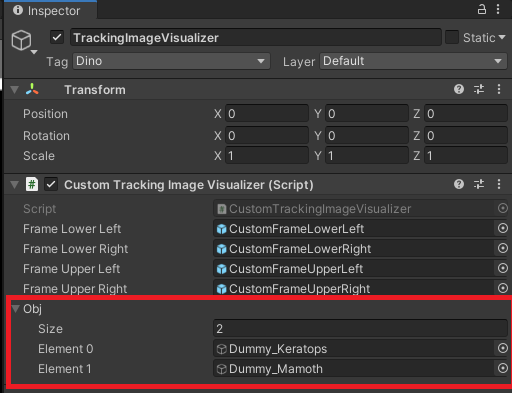 Inspector
TrackingImageVisualizer Static
Tag Dino Layer Default
Transform
Position X 0 Y 0 Z 0
Rotation X 0 Y 0 Z 0
Scale X 1 Y 1 Z 1
Custom Tracking Image Visualizer (Script)
Script CustomTrackingImageVisualizer
Frame Lower Left CustomFrameLowerLeft
Frame Lower Right CustomFrameLowerRight
Frame Upper Left CustomFrameUpperLeft
Frame Upper Right CustomFrameUpperRight
Obj
Size 2
Element 0 Dummy_Keratops
Element 1 Dummy_Mamoth